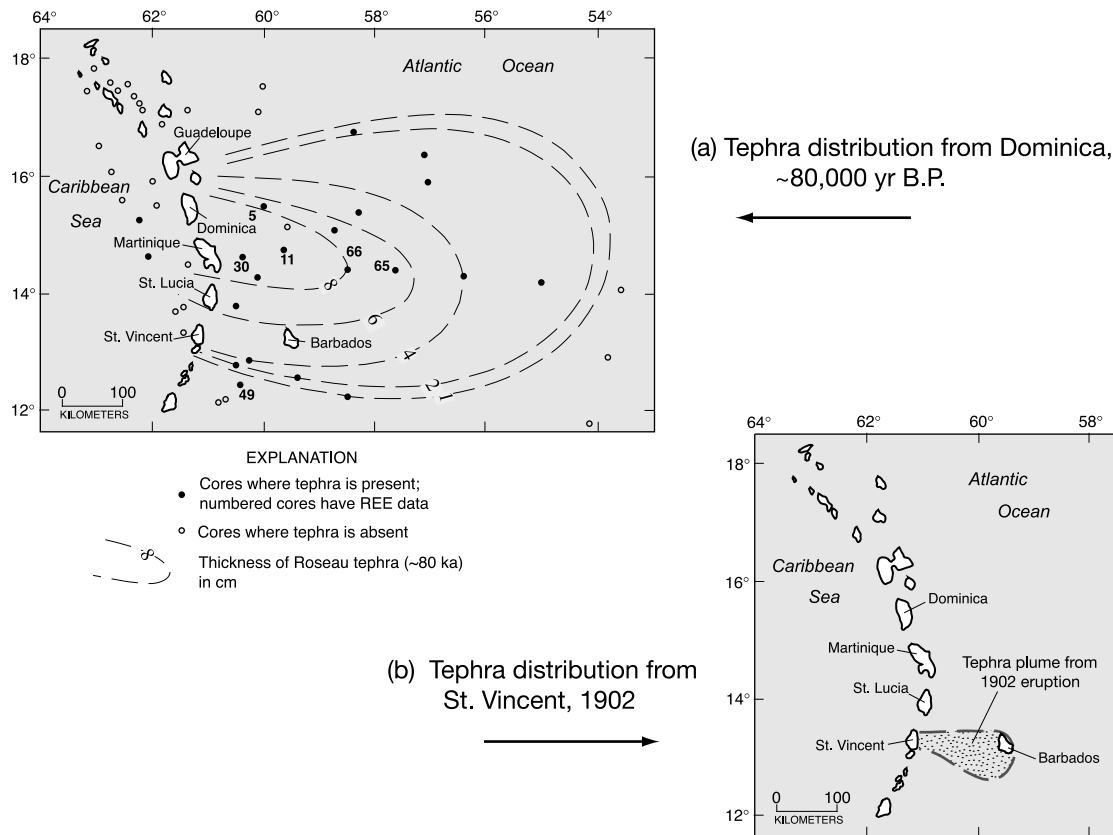 64° 62° 60° 58° 56° 54°
18°
16°
14°
12°
Atlantic Ocean
Guadeloupe
Caribbean
Sea
Dominica
Martinique
St. Lucia
St. Vincent
Barbados
5
30
11
66
65
49
8
6
4
2
0 100
KILOMETERS
(a) Tephra distribution from Dominica,
~80,000 yr B.P.
EXPLANATION
Cores where tephra is present;
numbered cores have REE data
Cores where tephra is absent
8
Thickness of Roseau tephra (~80 ka)
in cm
(b) Tephra distribution from
St. Vincent, 1902
64° 62° 60° 58°
18°
16°
14°
12°
Atlantic
Ocean
Caribbean
Sea
Dominica
Martinique
Tephra plume from
1902 eruption
St. Lucia
St. Vincent
Barbados
0 100
KILOMETERS